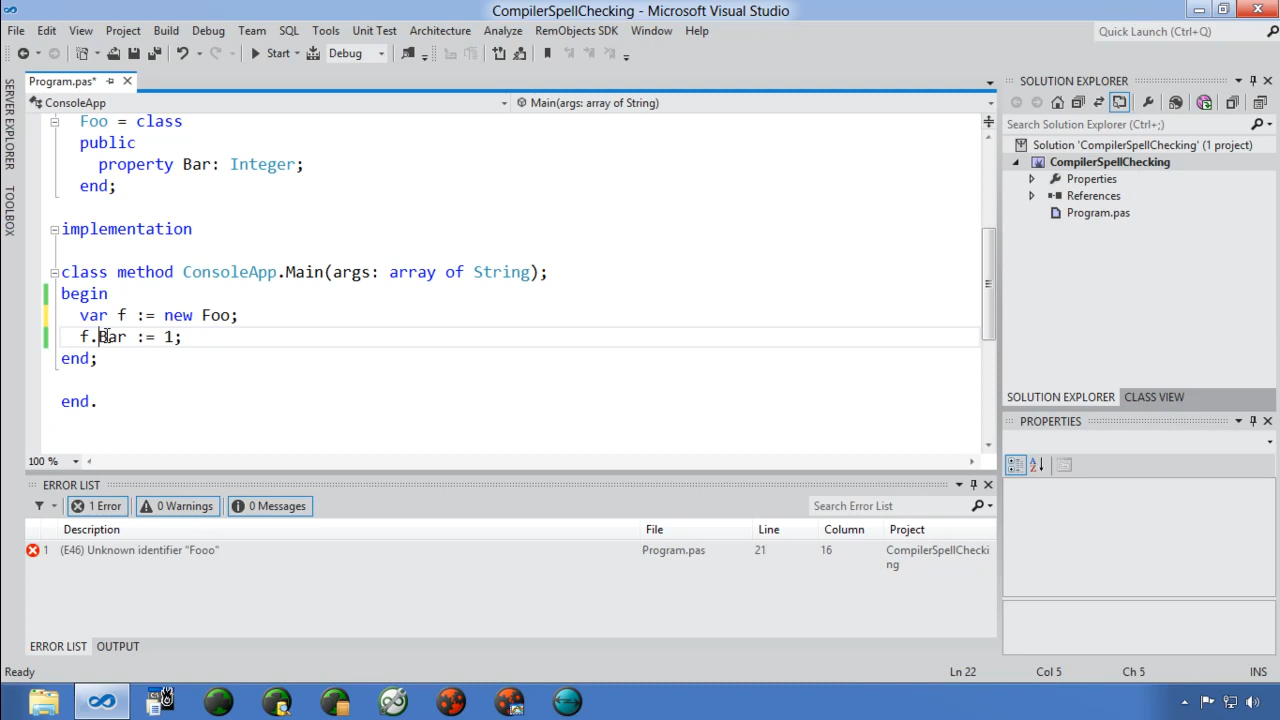 CompilerSpellChecking - Microsoft Visual Studio
File Edit View Project Build Debug Team SQL Tools Unit Test Architecture Analyze RemObjects SDK Window Help
Quick Launch (Ctrl+Q)
Start Debug
SERVER EXPLORER
TOOLBOX
Program.pas*
ConsoleApp
Main(args: array of String)
Foo = class
public
property Bar: Integer;
end;
implementation
class method ConsoleApp.Main(args: array of String);
begin
var f := new Foo;
f.Bar := 1;
end;
end.
100 %
SOLUTION EXPLORER
Search Solution Explorer (Ctrl+;)
Solution 'CompilerSpellChecking' (1 project)
CompilerSpellChecking
Properties
References
Program.pas
SOLUTION EXPLORER CLASS VIEW
PROPERTIES
ERROR LIST
1 Error 0 Warnings 0 Messages
Search Error List
Description File Line Column Project
1 (E46) Unknown identifier "Fooo" Program.pas 21 16 CompilerSpellChecki
ng
ERROR LIST OUTPUT
Ready Ln 22 Col 5 Ch 5 INS